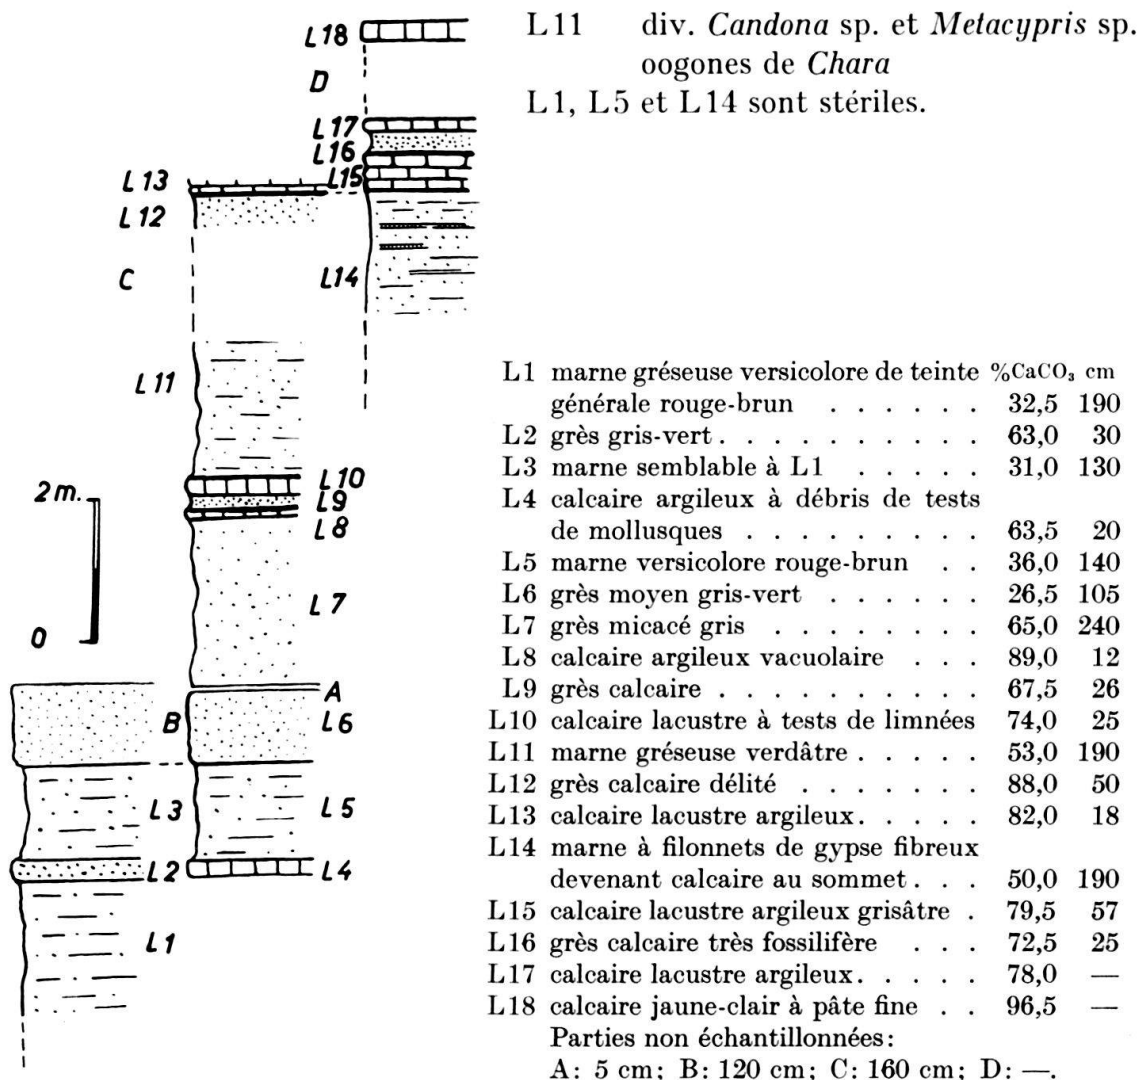 L11 div. Candona sp. et Metacypris sp.
oogones de Chara
L1, L5 et L14 sont stériles.
L18
D
L17
L16
L15
L13
L12
C
L14
L11
L10
L9
L8
2 m.
L7
0
A
B
L6
L3
L5
L2
L4
L1
L1 marne gréseuse versicolore de teinte %CaCO₃ cm
générale rouge-brun . . . . . . 32,5 190
L2 grès gris-vert . . . . . . . . . . 63,0 30
L3 marne semblable à L1 . . . . . 31,0 130
L4 calcaire argileux à débris de tests
de mollusques . . . . . . . . . 63,5 20
L5 marne versicolore rouge-brun . . 36,0 140
L6 grès moyen gris-vert . . . . . . 26,5 105
L7 grès micacé gris . . . . . . . . 65,0 240
L8 calcaire argileux vacuolaire . . . 89,0 12
L9 grès calcaire . . . . . . . . . . 67,5 26
L10 calcaire lacustre à tests de limnées 74,0 25
L11 marne gréseuse verdâtre . . . . . 53,0 190
L12 grès calcaire délité . . . . . . . 88,0 50
L13 calcaire lacustre argileux . . . . . 82,0 18
L14 marne à filonnets de gypse fibreux
devenant calcaire au sommet . . . 50,0 190
L15 calcaire lacustre argileux grisâtre . 79,5 57
L16 grès calcaire très fossilifère . . . 72,5 25
L17 calcaire lacustre argileux . . . . . 78,0 —
L18 calcaire jaune-clair à pâte fine . . 96,5 —
Parties non échantillonnées:
A: 5 cm; B: 120 cm; C: 160 cm; D: —.